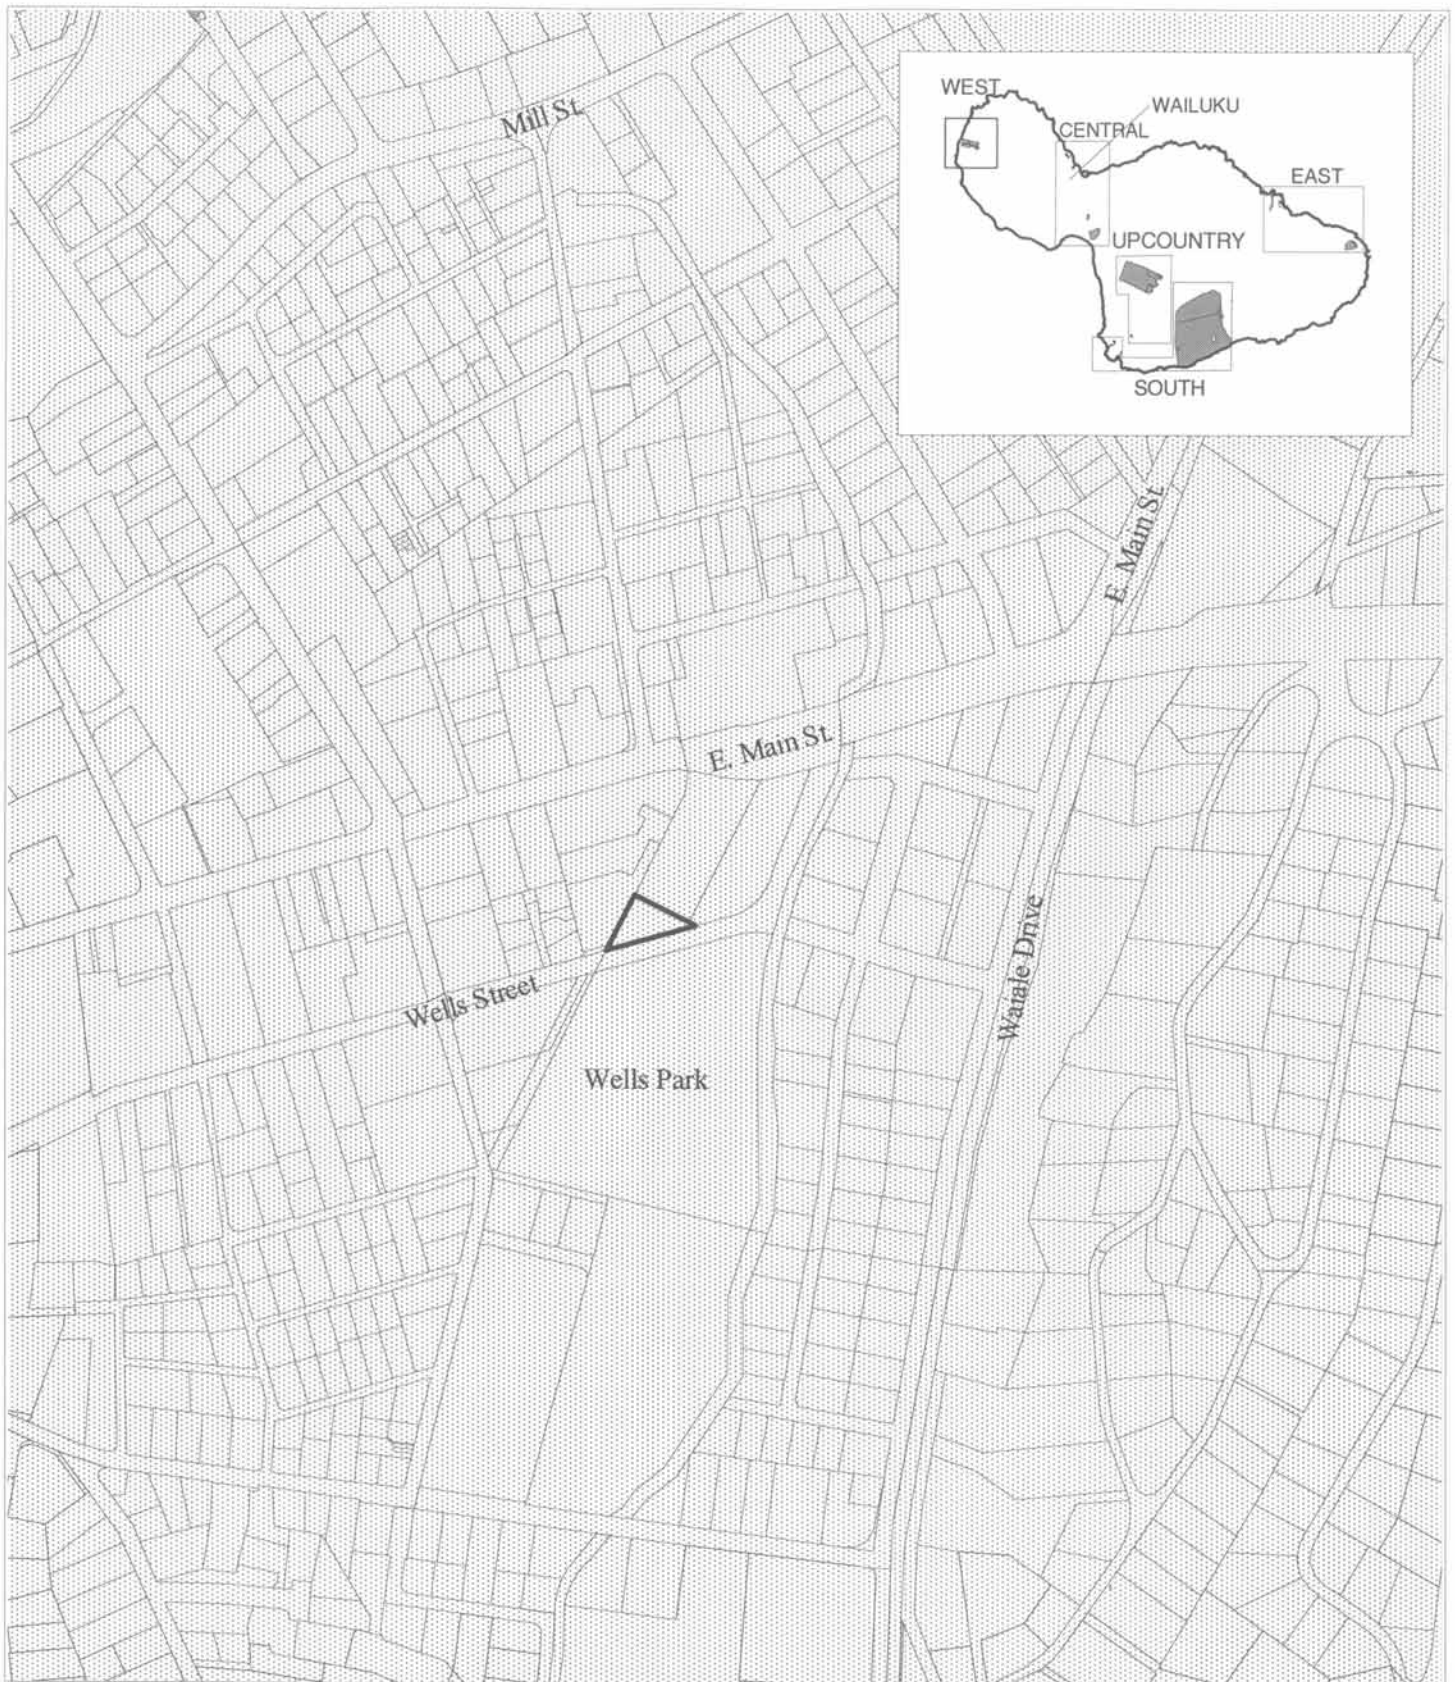 WEST
WAILUKU
CENTRAL
EAST
UPCOUNTRY
SOUTH
Mill St.
E. Main St.
E. Main St.
Waiale Drive
Wells Street
Wells Park